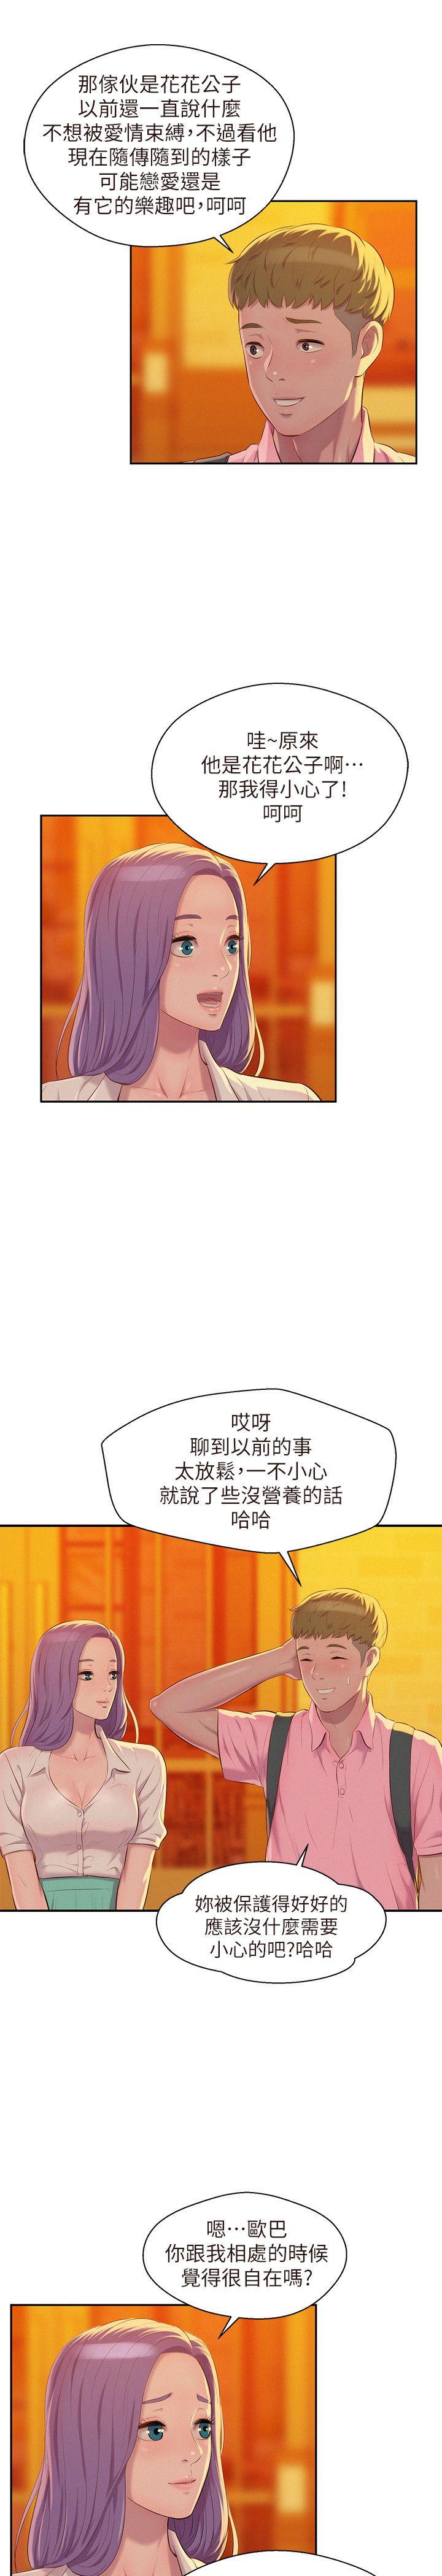 那傢伙是花花公子
以前還一直說什麼
不想被愛情束縛，不過看他
現在隨傳隨到的樣子
可能戀愛還是
有它的樂趣吧，呵呵
哇~原來
他是花花公子啊…
那我得小心了!
呵呵
哎呀
聊到以前的事
太放鬆，一不小心
就說了些沒營養的話
哈哈
妳被保護得好好的
應該沒什麼需要
小心的吧?哈哈
嗯…歐巴
你跟我相處的時候
覺得很自在嗎?